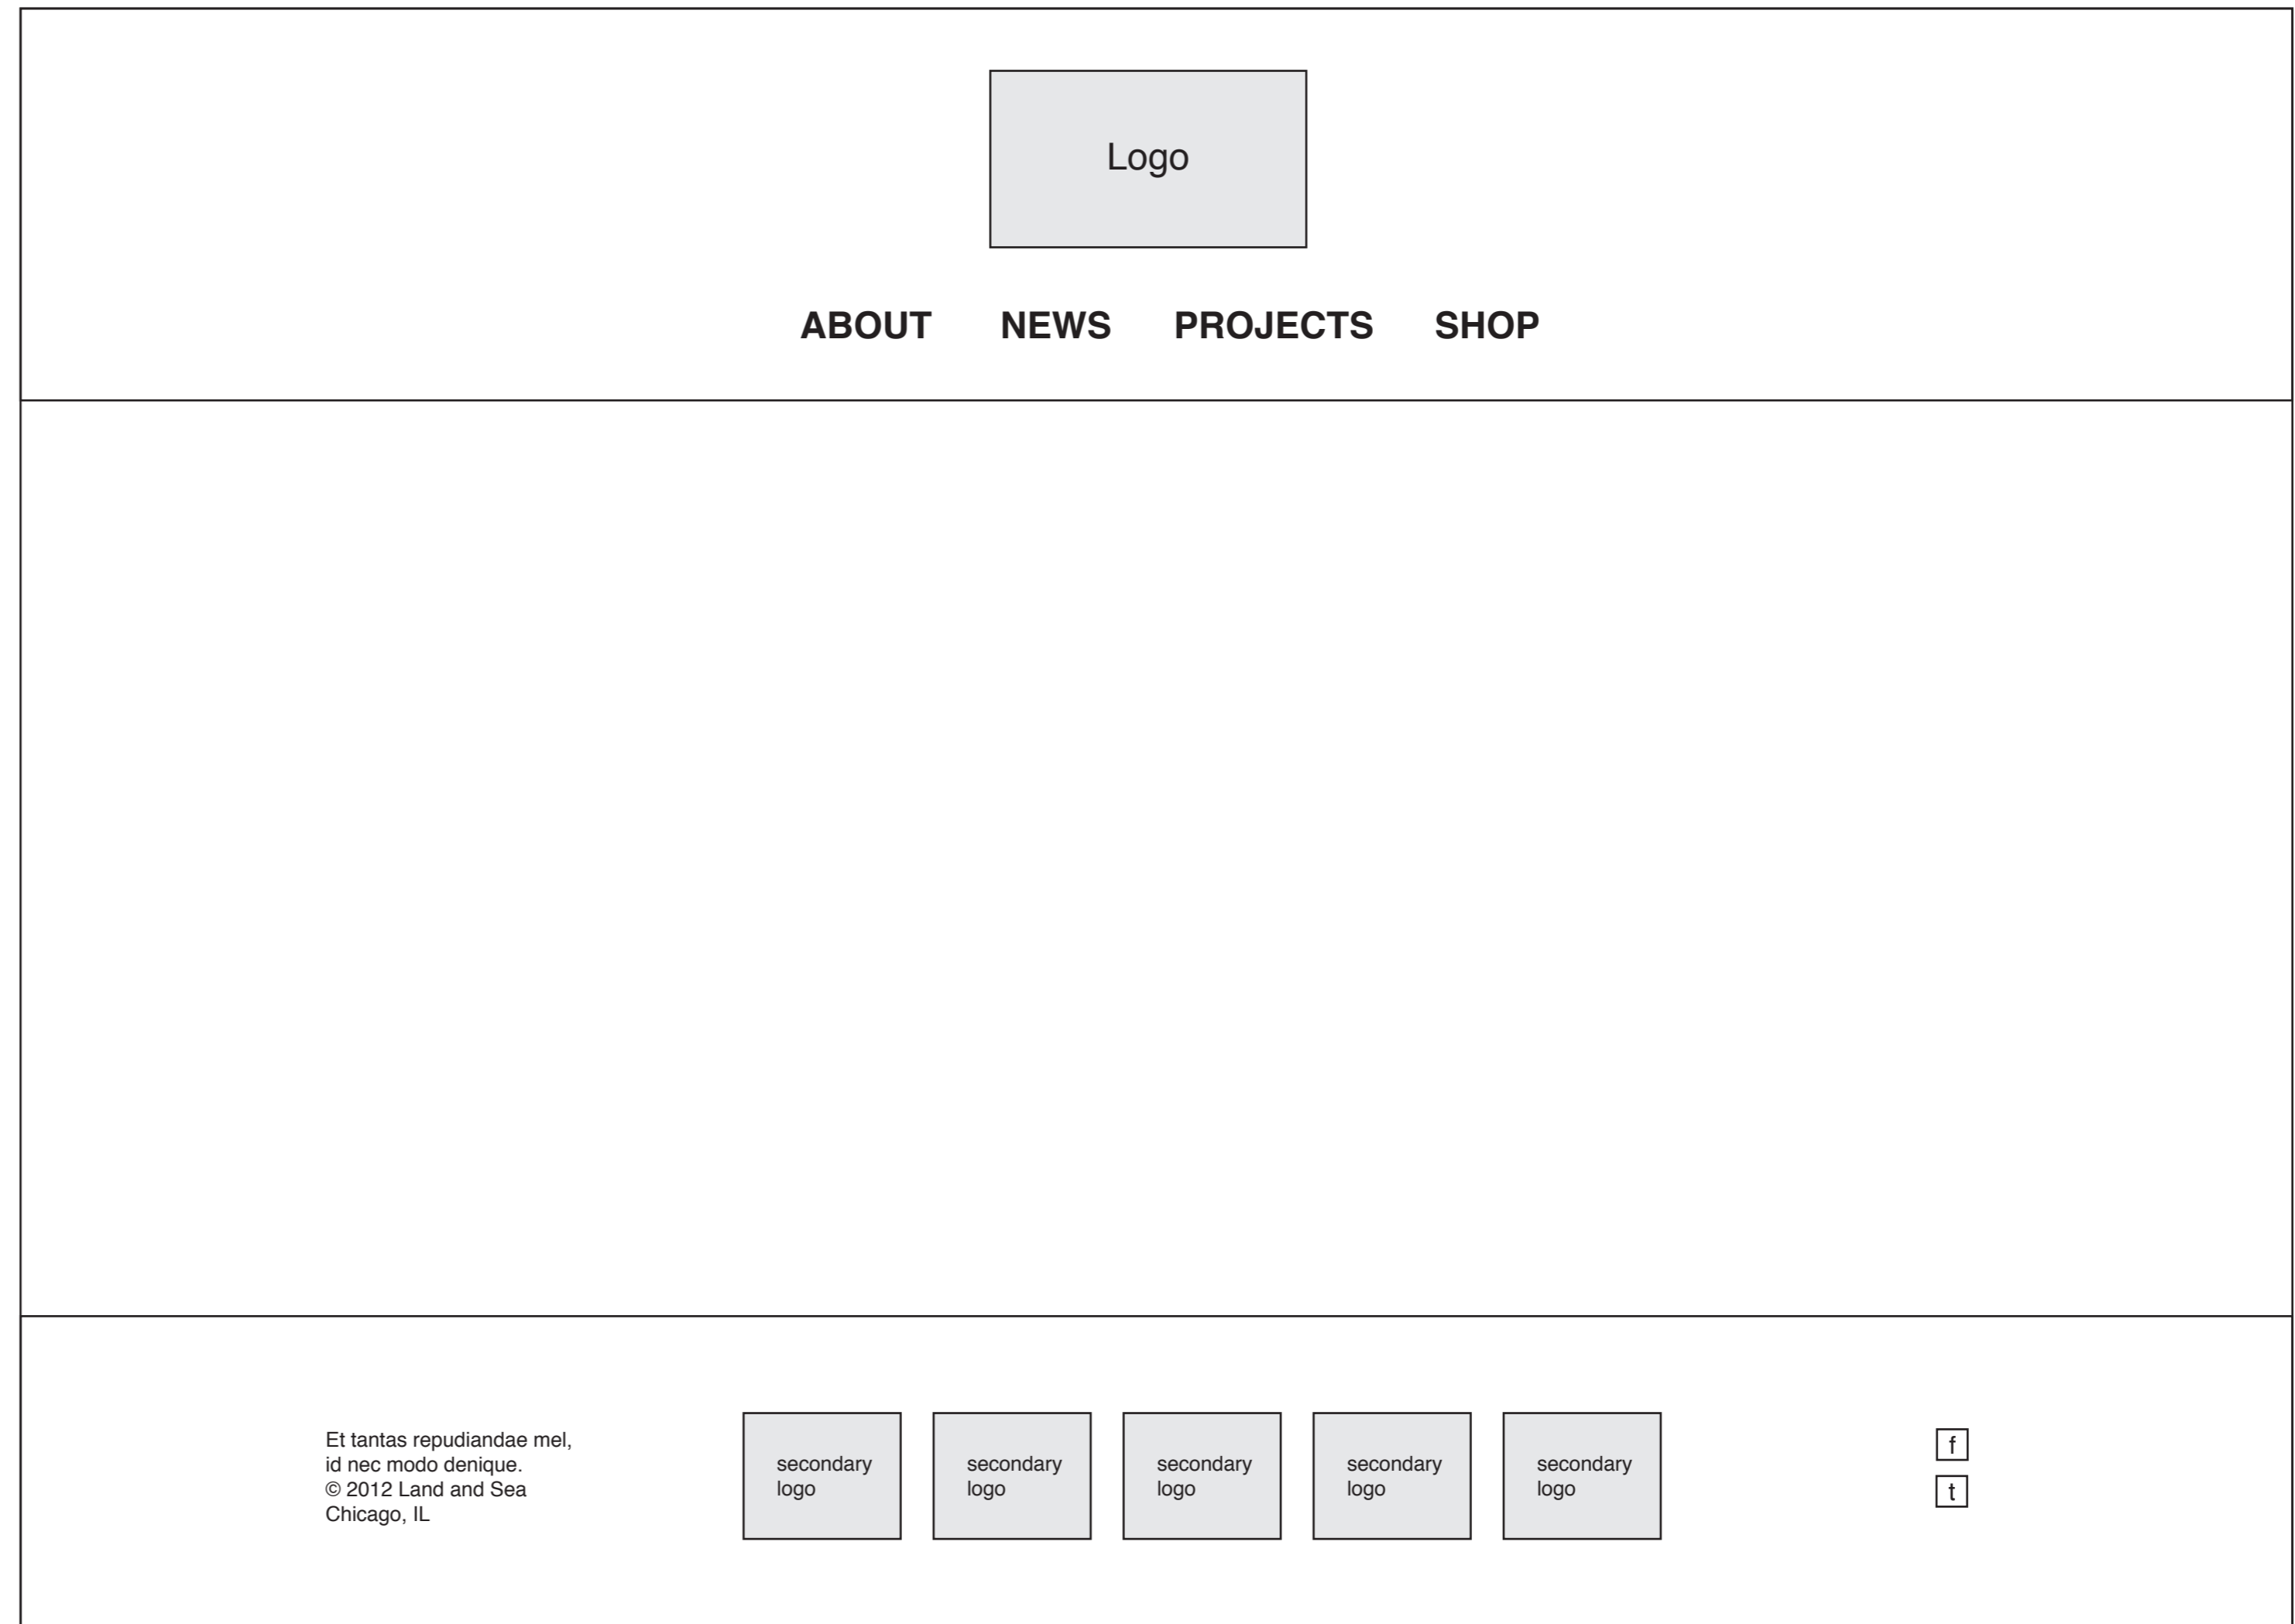 Logo
ABOUT NEWS PROJECTS SHOP
Et tantas repudiandae mel,
id nec modo denique.
© 2012 Land and Sea
Chicago, IL
secondary
logo
secondary
logo
secondary
logo
secondary
logo
secondary
logo
f
t